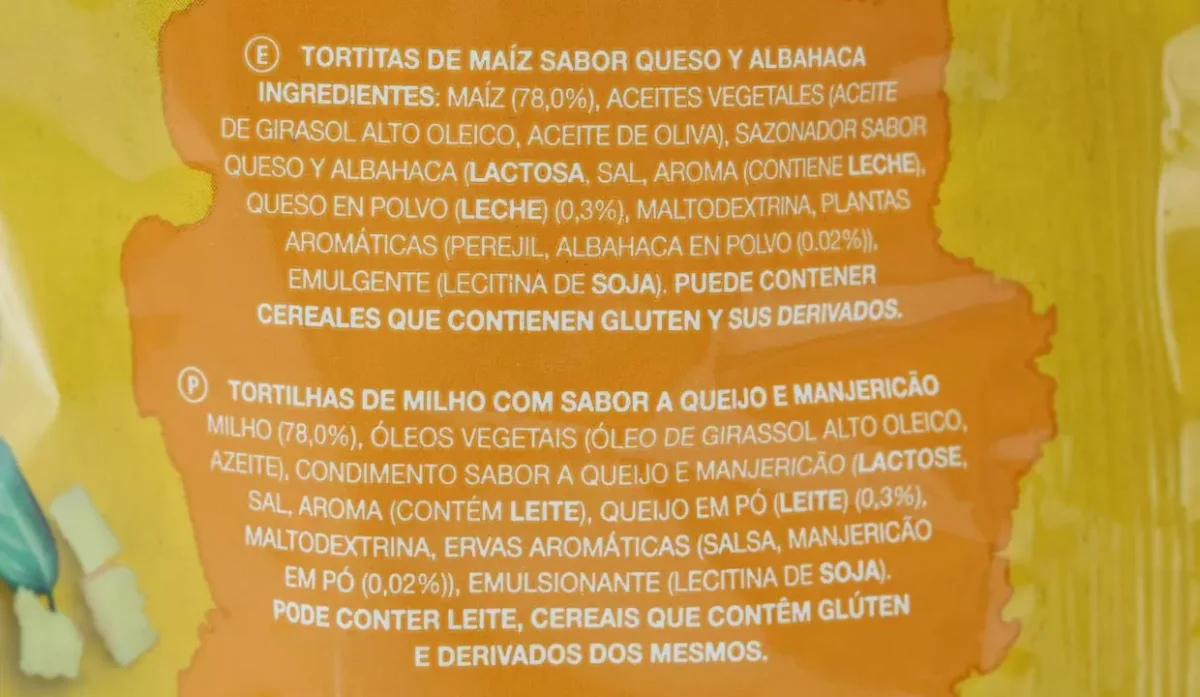 E TORTITAS DE MAÍZ SABOR QUESO Y ALBAHACA
INGREDIENTES: MAÍZ (78,0%), ACEITES VEGETALES (ACEITE
DE GIRASOL ALTO OLEICO, ACEITE DE OLIVA), SAZONADOR SABOR
QUESO Y ALBAHACA (LACTOSA, SAL, AROMA (CONTIENE LECHE),
QUESO EN POLVO (LECHE) (0,3%), MALTODEXTRINA, PLANTAS
AROMÁTICAS (PEREJIL, ALBAHACA EN POLVO (0.02%)),
EMULGENTE (LECITINA DE SOJA). PUEDE CONTENER
CEREALES QUE CONTIENEN GLUTEN Y SUS DERIVADOS.
P TORTILHAS DE MILHO COM SABOR A QUEIJO E MANJERICÃO
MILHO (78,0%), ÓLEOS VEGETAIS (ÓLEO DE GIRASSOL ALTO OLEICO,
AZEITE), CONDIMENTO SABOR A QUEIJO E MANJERICÃO (LACTOSE,
SAL, AROMA (CONTÉM LEITE), QUEIJO EM PÓ (LEITE) (0,3%),
MALTODEXTRINA, ERVAS AROMÁTICAS (SALSA, MANJERICÃO
EM PÓ (0,02%)), EMULSIONANTE (LECITINA DE SOJA).
PODE CONTER LEITE, CEREAIS QUE CONTÊM GLÚTEN
E DERIVADOS DOS MESMOS.